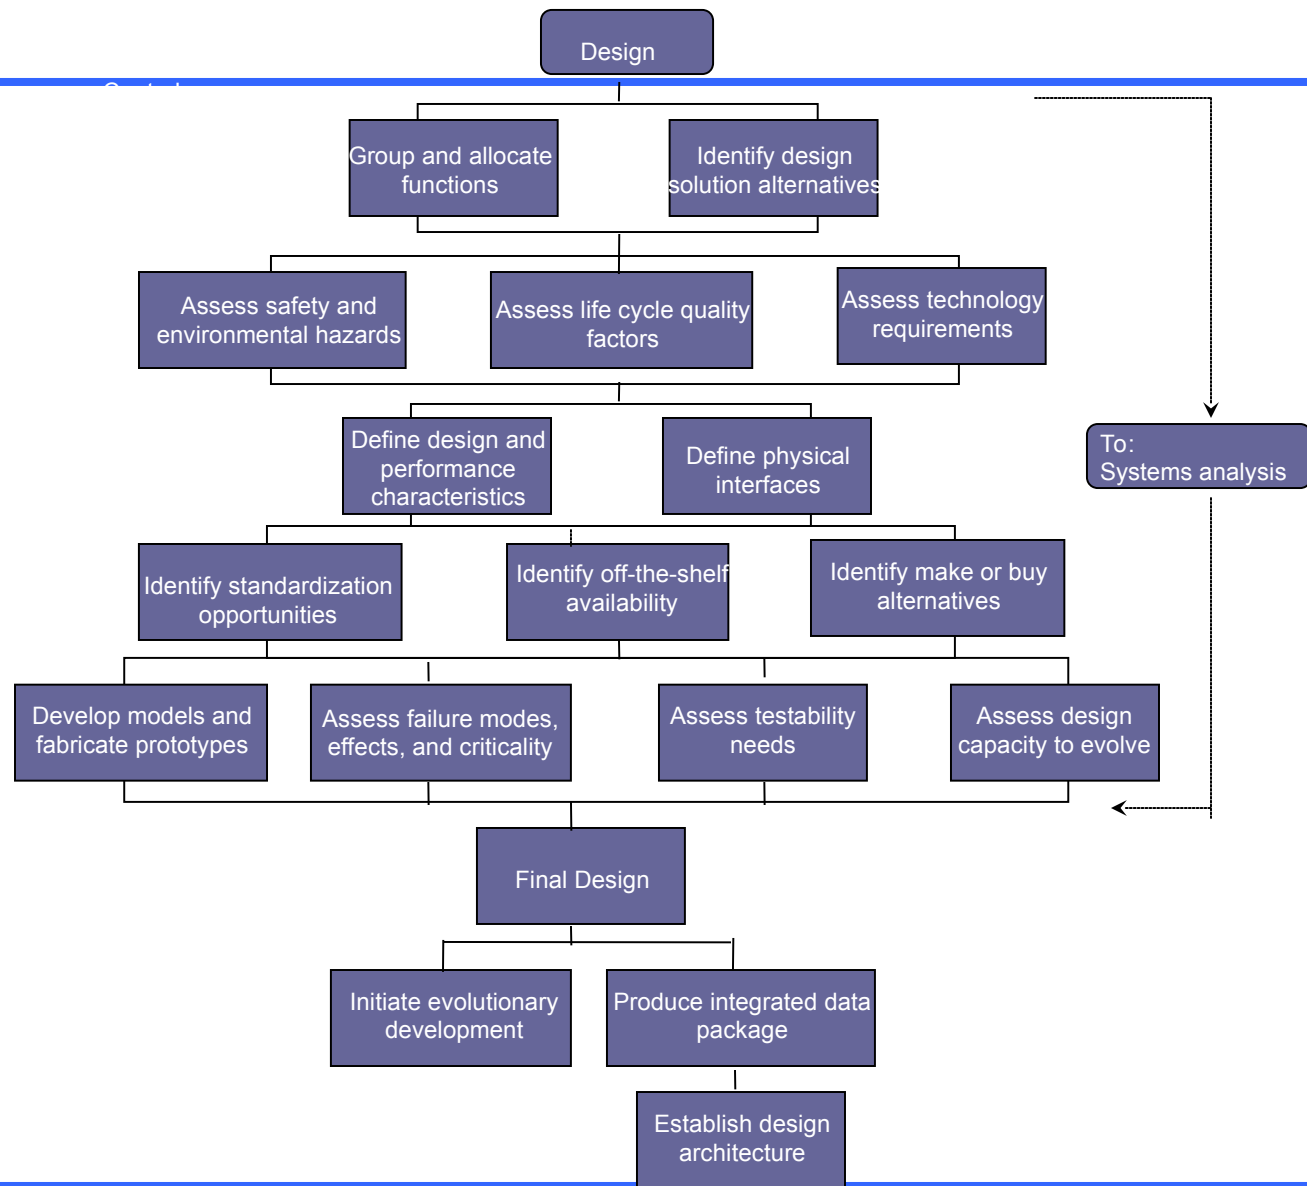 Design
Group and allocate
functions
Identify design
solution alternatives
Assess safety and
environmental hazards
Assess life cycle quality
factors
Assess technology
requirements
Define design and
performance
characteristics
Define physical
interfaces
To:
Systems analysis
Identify standardization
opportunities
Identify off-the-shelf
availability
Identify make or buy
alternatives
Develop models and
fabricate prototypes
Assess failure modes,
effects, and criticality
Assess testability
needs
Assess design
capacity to evolve
Final Design
Initiate evolutionary
development
Produce integrated data
package
Establish design
architecture